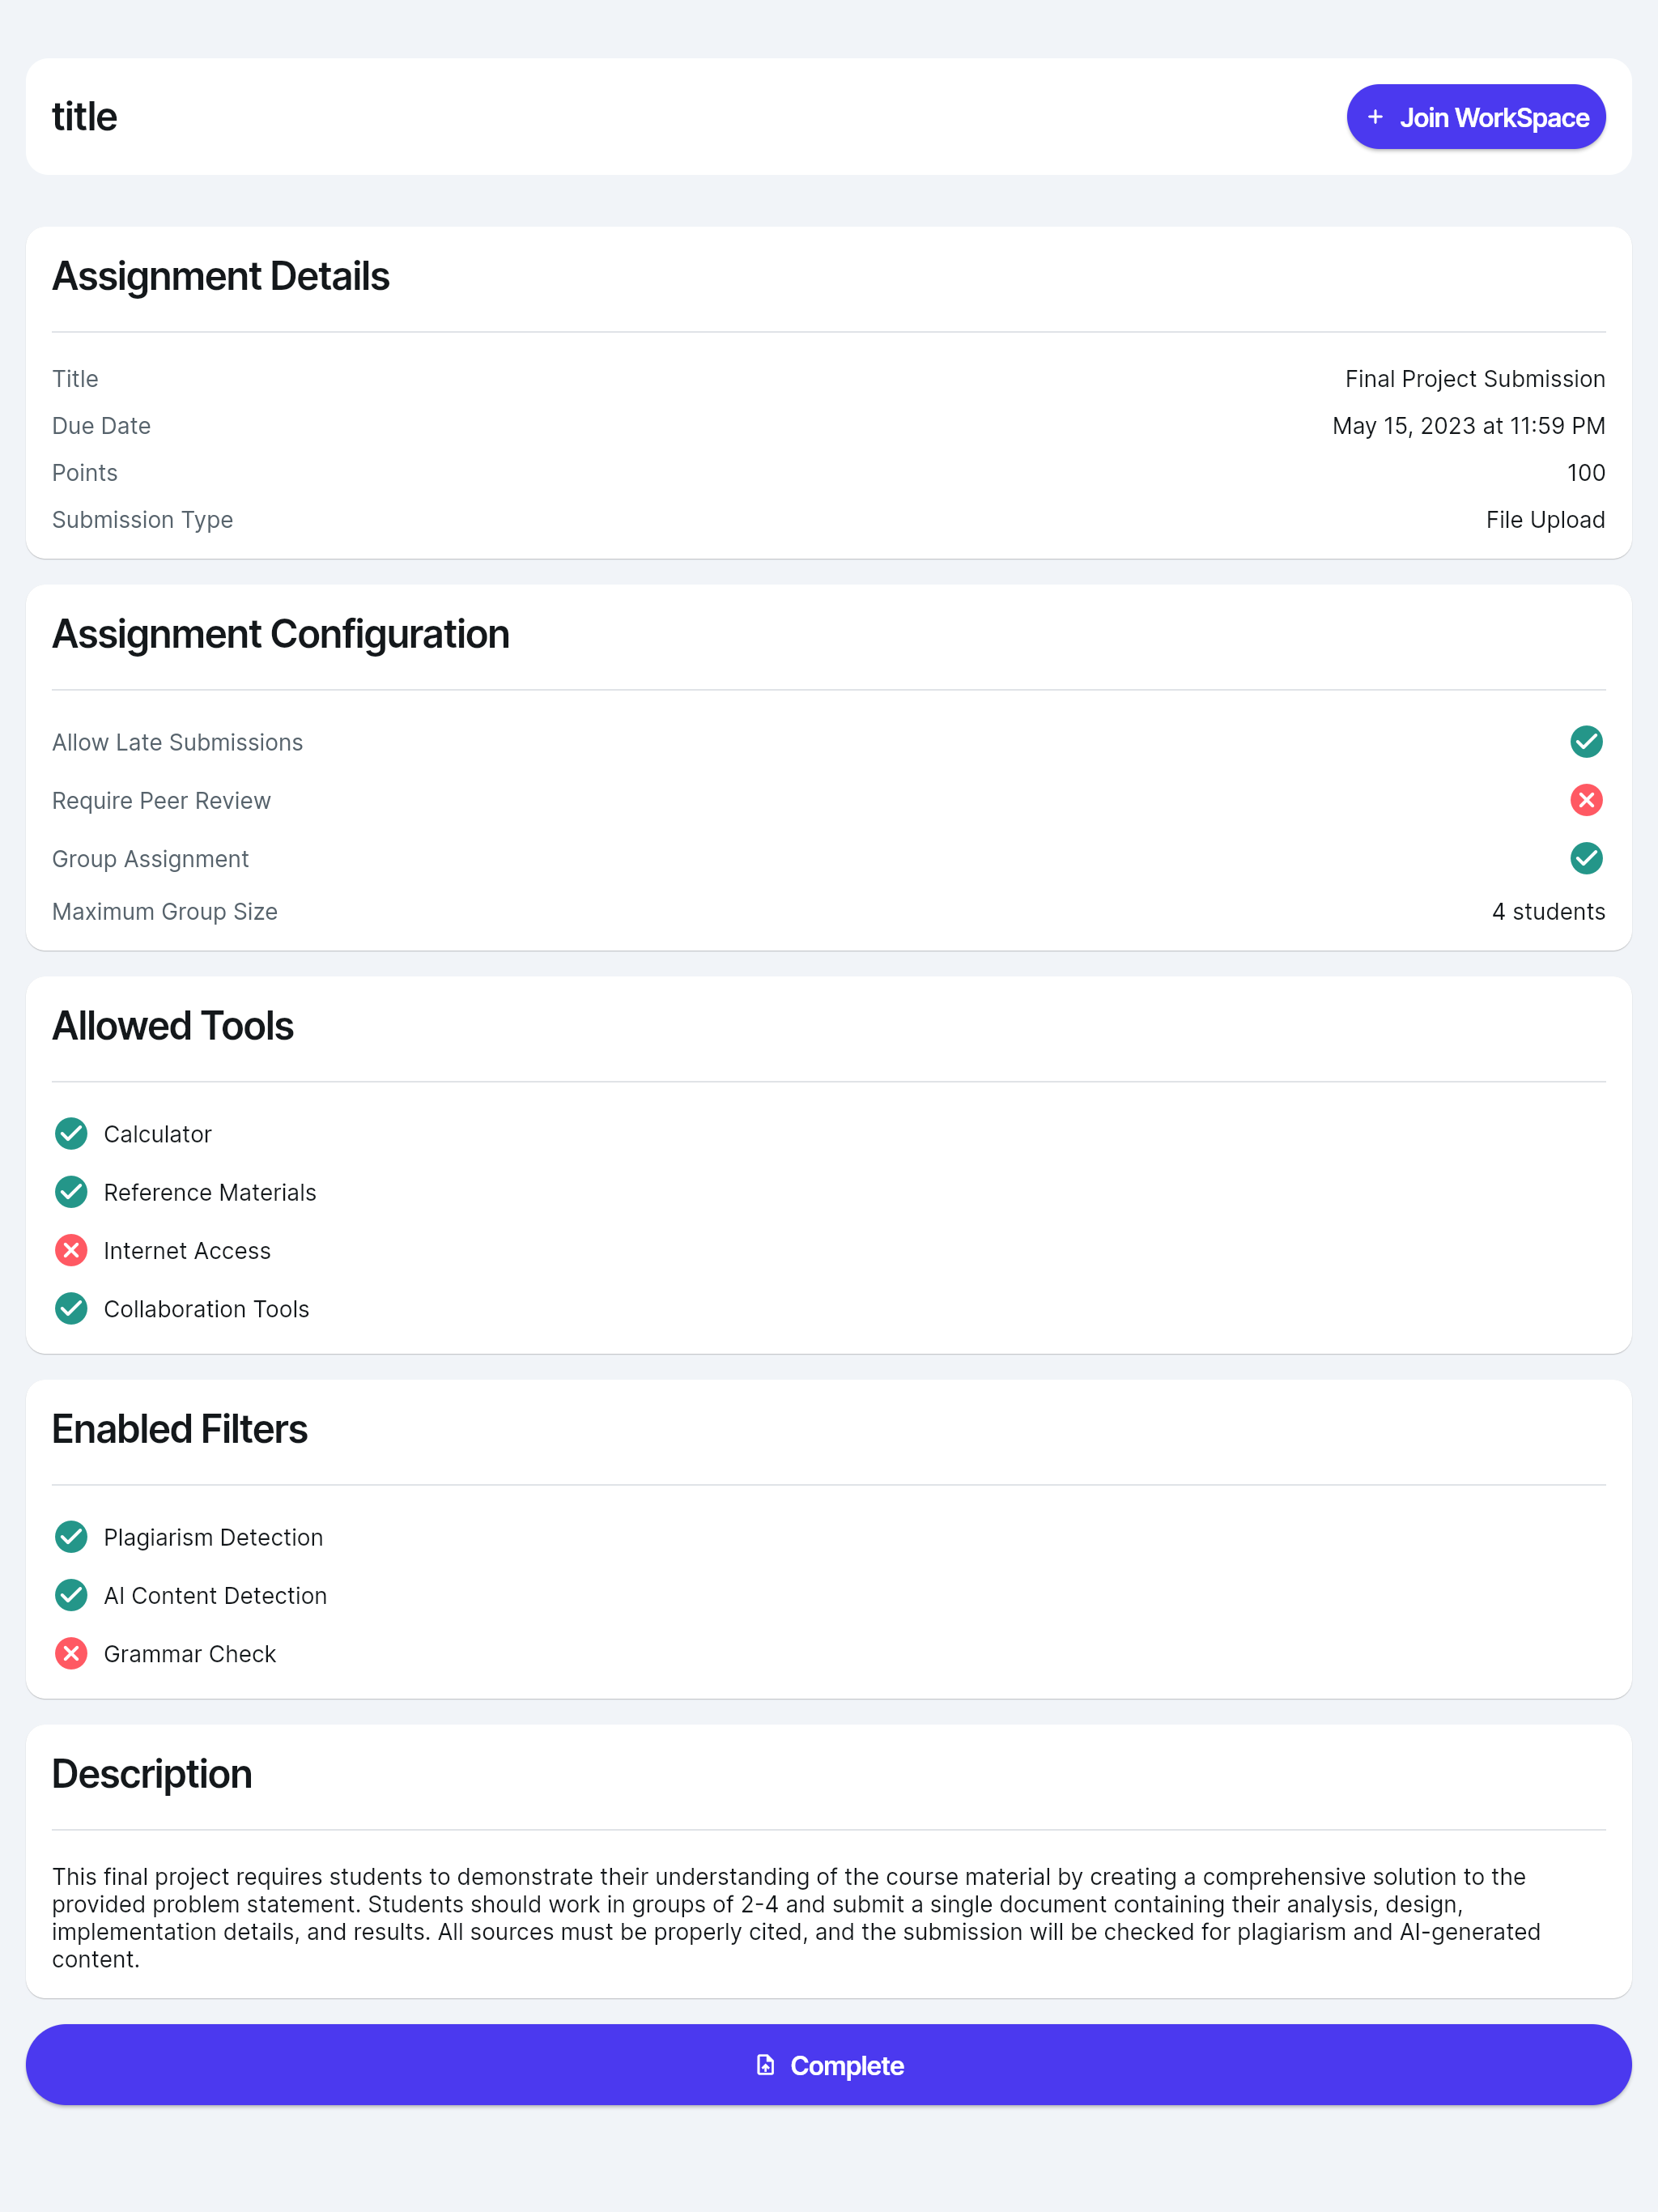 title
Join WorkSpace
Assignment Details
Title
Final Project Submission
Due Date
May 15, 2023 at 11:59 PM
Points
100
Submission Type
File Upload
Assignment Configuration
Allow Late Submissions
Require Peer Review
Group Assignment
Maximum Group Size
4 students
Allowed Tools
Calculator
Reference Materials
Internet Access
Collaboration Tools
Enabled Filters
Plagiarism Detection
AI Content Detection
Grammar Check
Description
This final project requires students to demonstrate their understanding of the course material by creating a comprehensive solution to the
provided problem statement. Students should work in groups of 2-4 and submit a single document containing their analysis, design,
implementation details, and results. All sources must be properly cited, and the submission will be checked for plagiarism and AI-generated
content.
Complete